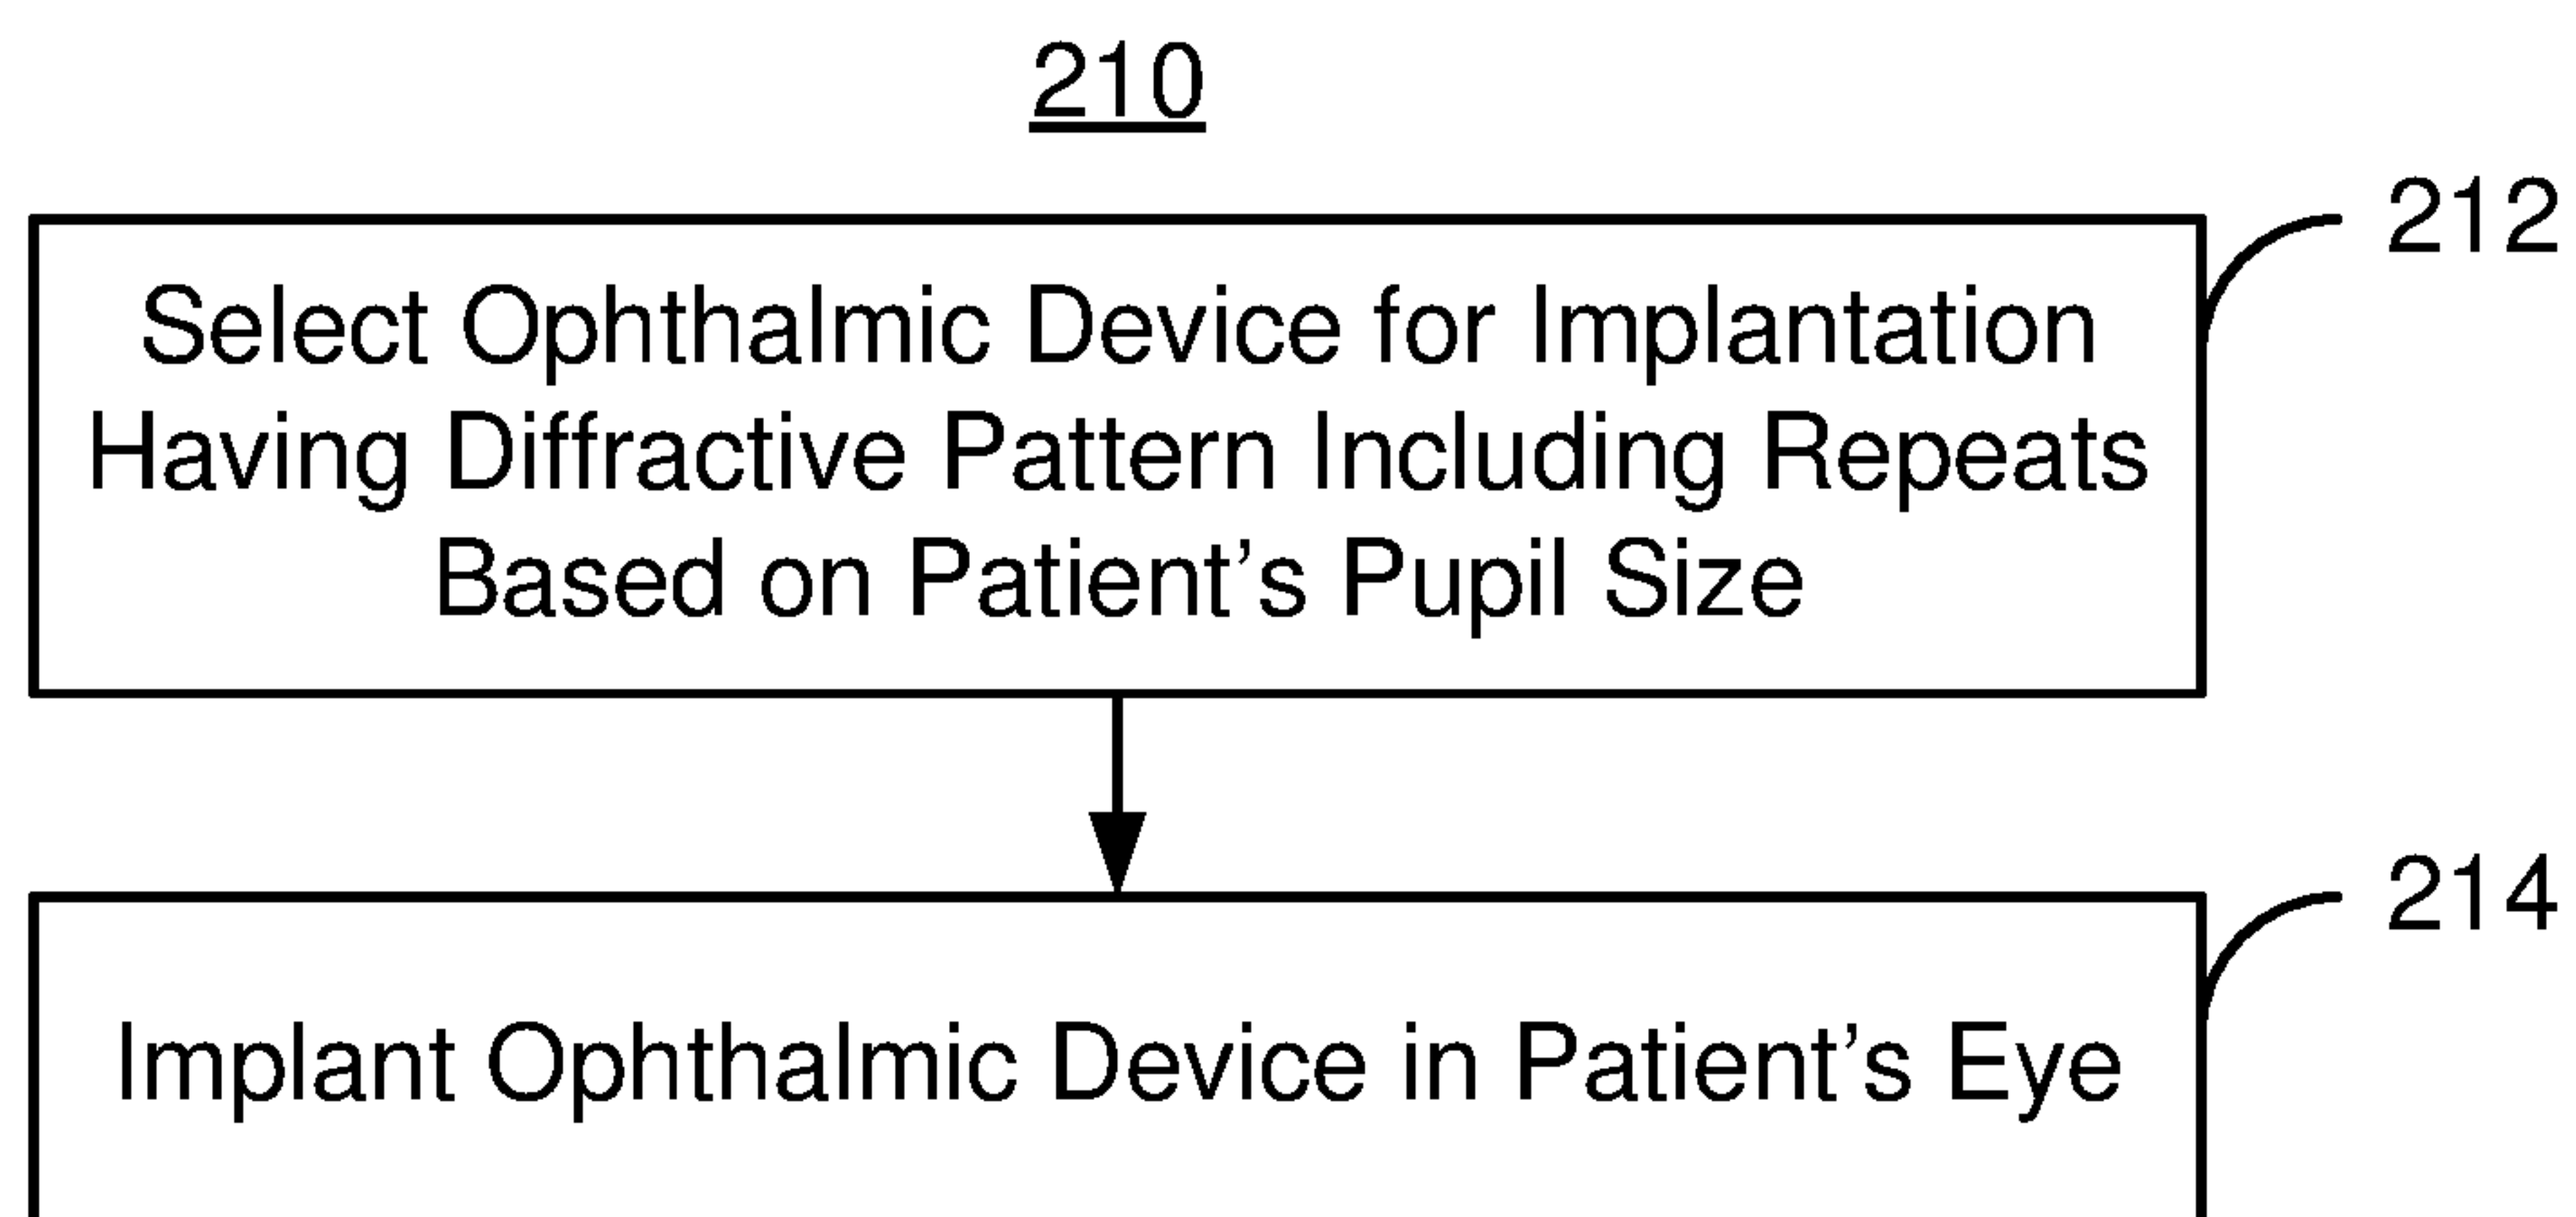 210
212
Select Ophthalmic Device for Implantation
Having Diffractive Pattern Including Repeats
Based on Patient’s Pupil Size
214
Implant Ophthalmic Device in Patient’s Eye